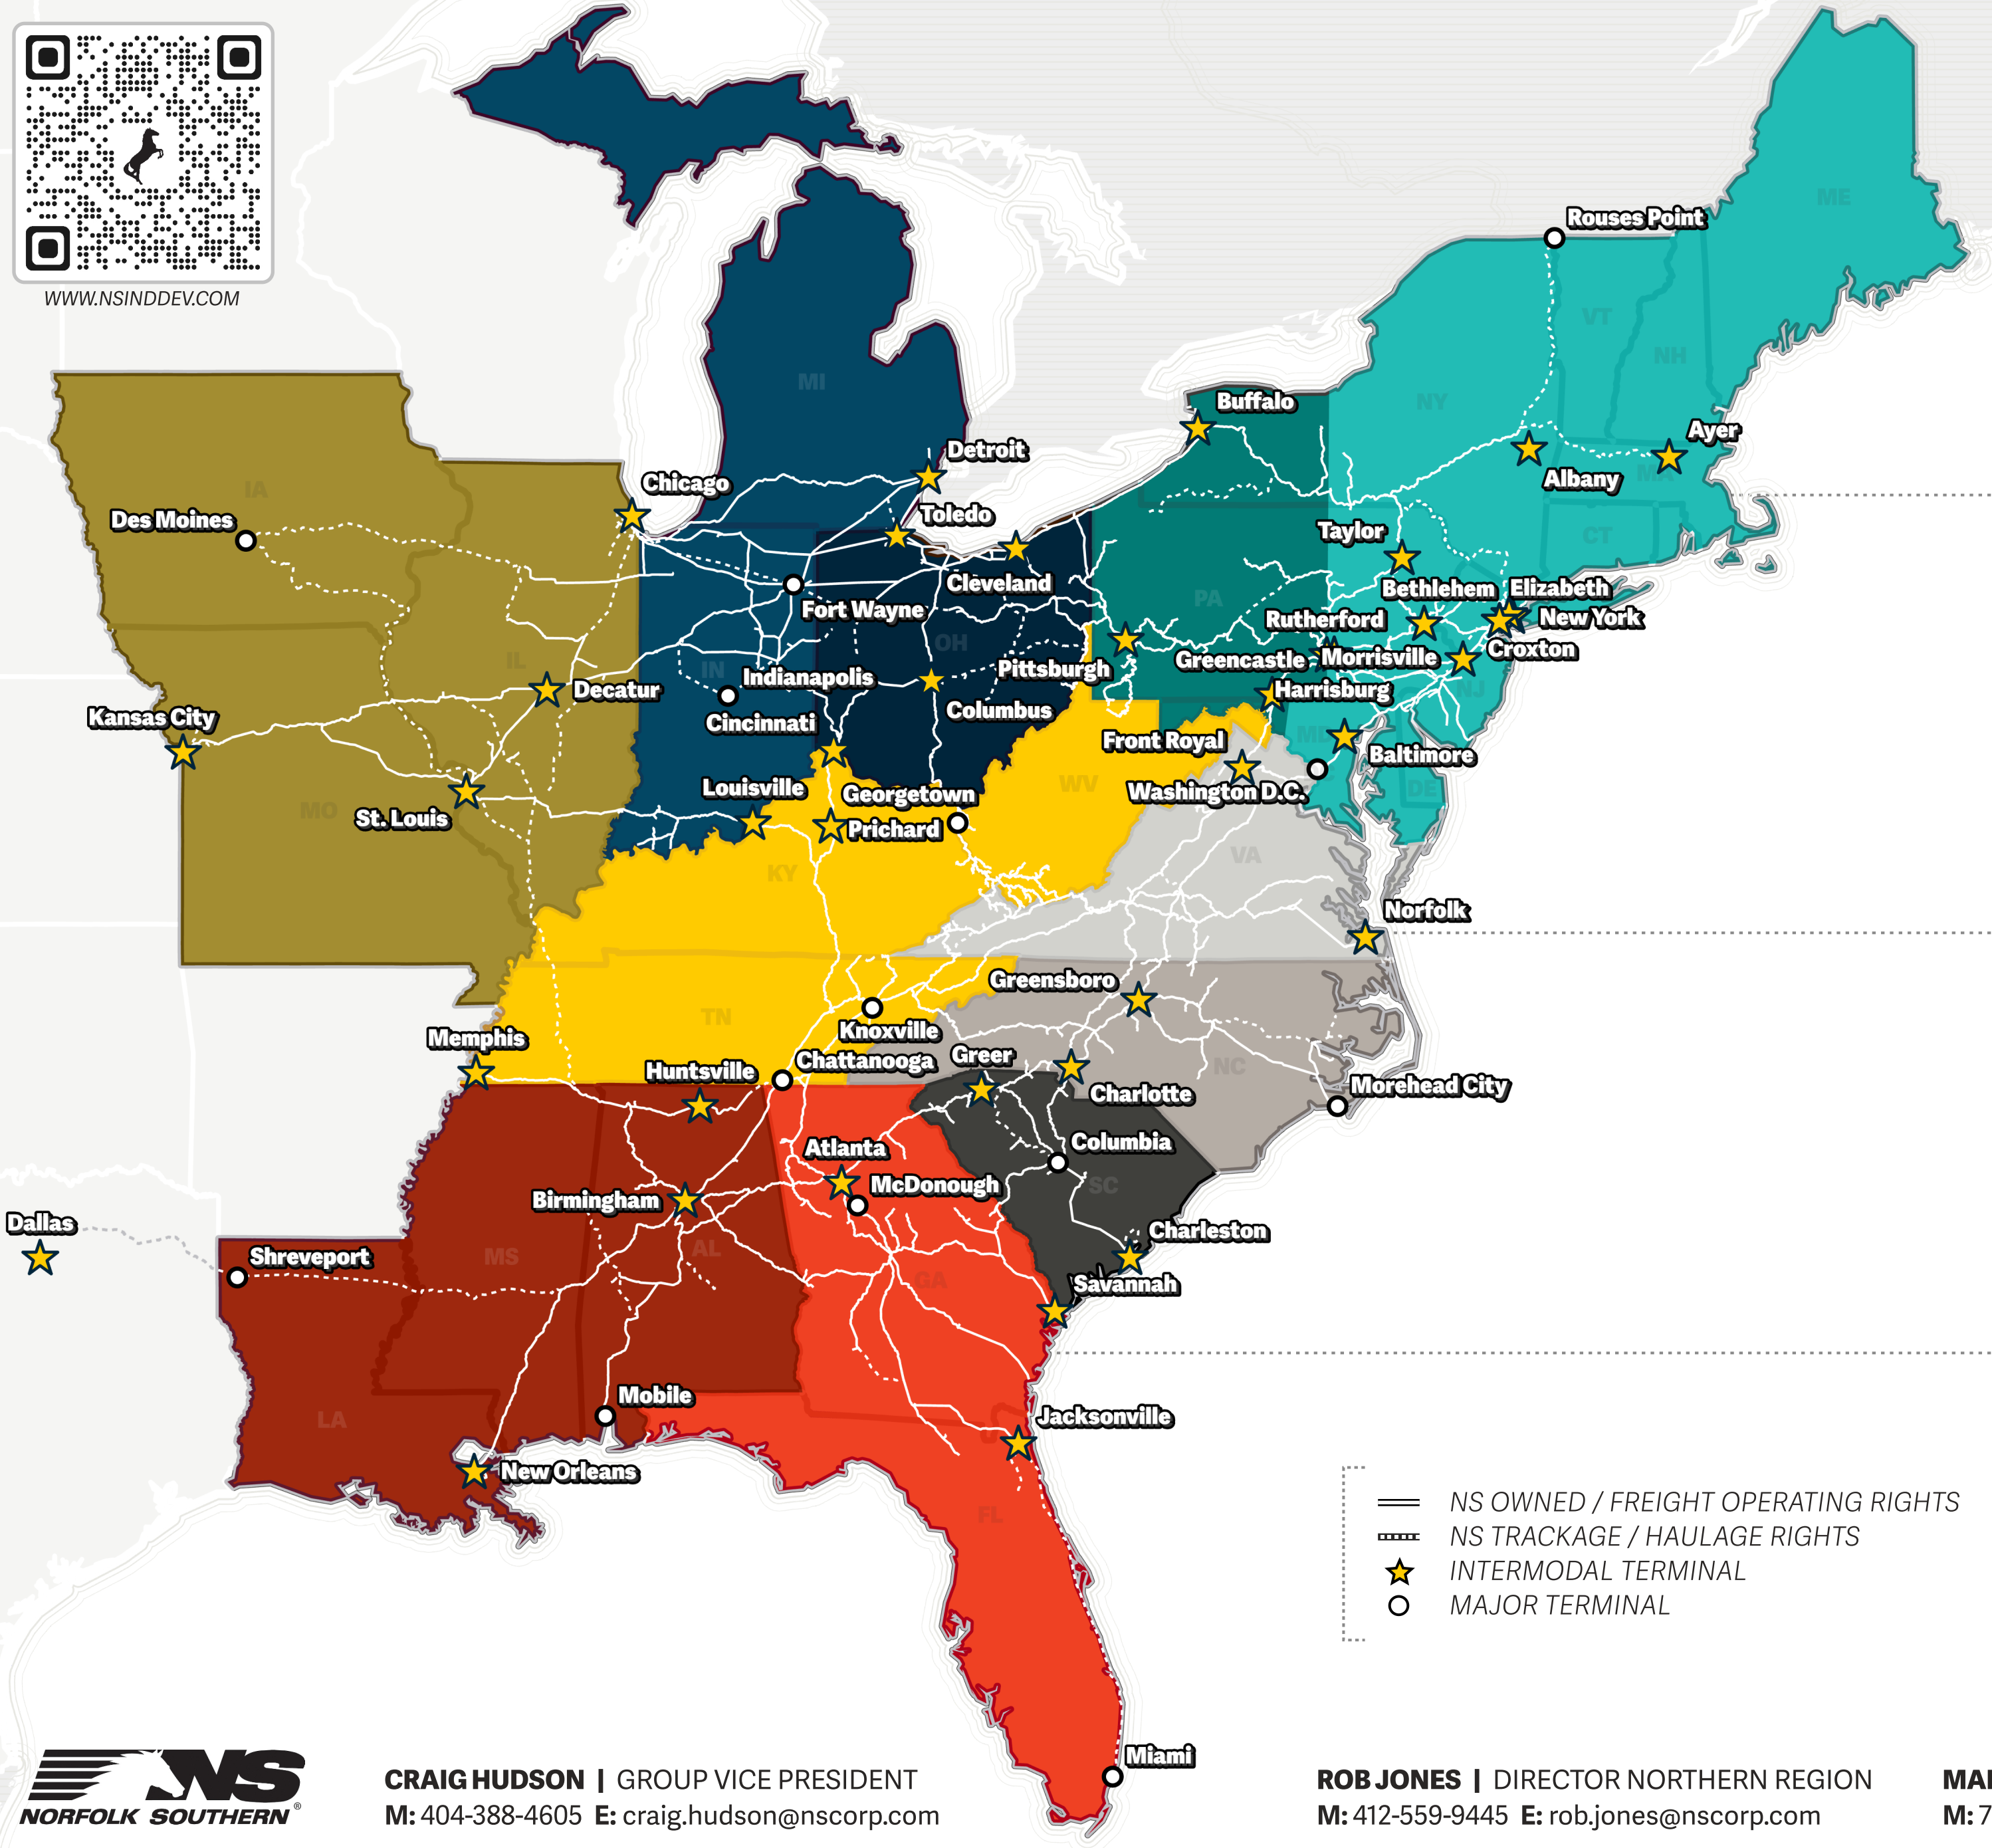 WWW.NSINDDEV.COM
ME
Rouses Point
VT
NH
MI
NY
Buffalo
Ayer
Detroit
Albany
MA
Chicago
IA
Toledo
Des Moines
Taylor
CT
Cleveland
Bethlehem
Elizabeth
Fort Wayne
PA
Rutherford
New York
OH
IL
IN
Pittsburgh
Greencastle
Morrisville
Croxton
Indianapolis
Decatur
Harrisburg
NJ
Columbus
Kansas City
Cincinnati
Front Royal
MD
Baltimore
MO
Louisville
Georgetown
WV
Washington D.C.
DE
St. Louis
Prichard
VA
KY
Norfolk
Greensboro
TN
Knoxville
Memphis
Huntsville
Chattanooga
Greer
NC
Charlotte
Morehead City
Atlanta
Columbia
Birmingham
McDonough
SC
Dallas
Shreveport
MS
AL
Charleston
GA
Savannah
Mobile
LA
Jacksonville
New Orleans
FL
NS OWNED / FREIGHT OPERATING RIGHTS
NS TRACKAGE / HAULAGE RIGHTS
INTERMODAL TERMINAL
MAJOR TERMINAL
Miami
NS
NORFOLK SOUTHERN®
CRAIG HUDSON | GROUP VICE PRESIDENT
M: 404-388-4605 E: craig.hudson@nscorp.com
ROB JONES | DIRECTOR NORTHERN REGION
M: 412-559-9445 E: rob.jones@nscorp.com
M: 7